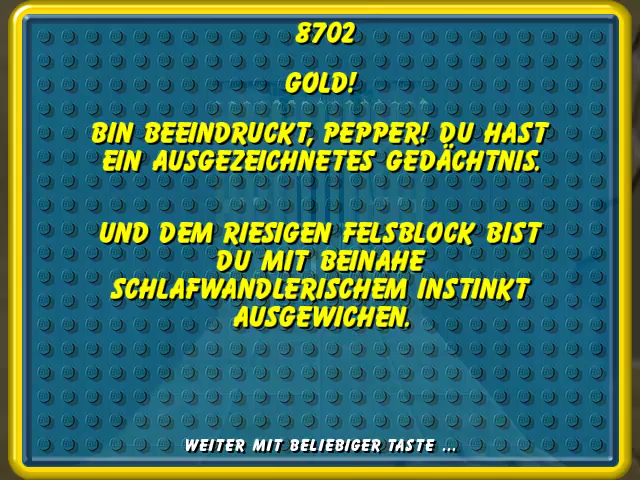 8702
GOLD!
BIN BEEINDRUCKT, PEPPER! DU HAST
EIN AUSGEZEICHNETES GEDÄCHTNIS.
UND DEM RIESIGEN FELSBLOCK BIST
DU MIT BEINAHE
SCHLAFWANDLERISCHEM INSTINKT
AUSGEWICHEN.
WEITER MIT BELIEBIGER TASTE ...